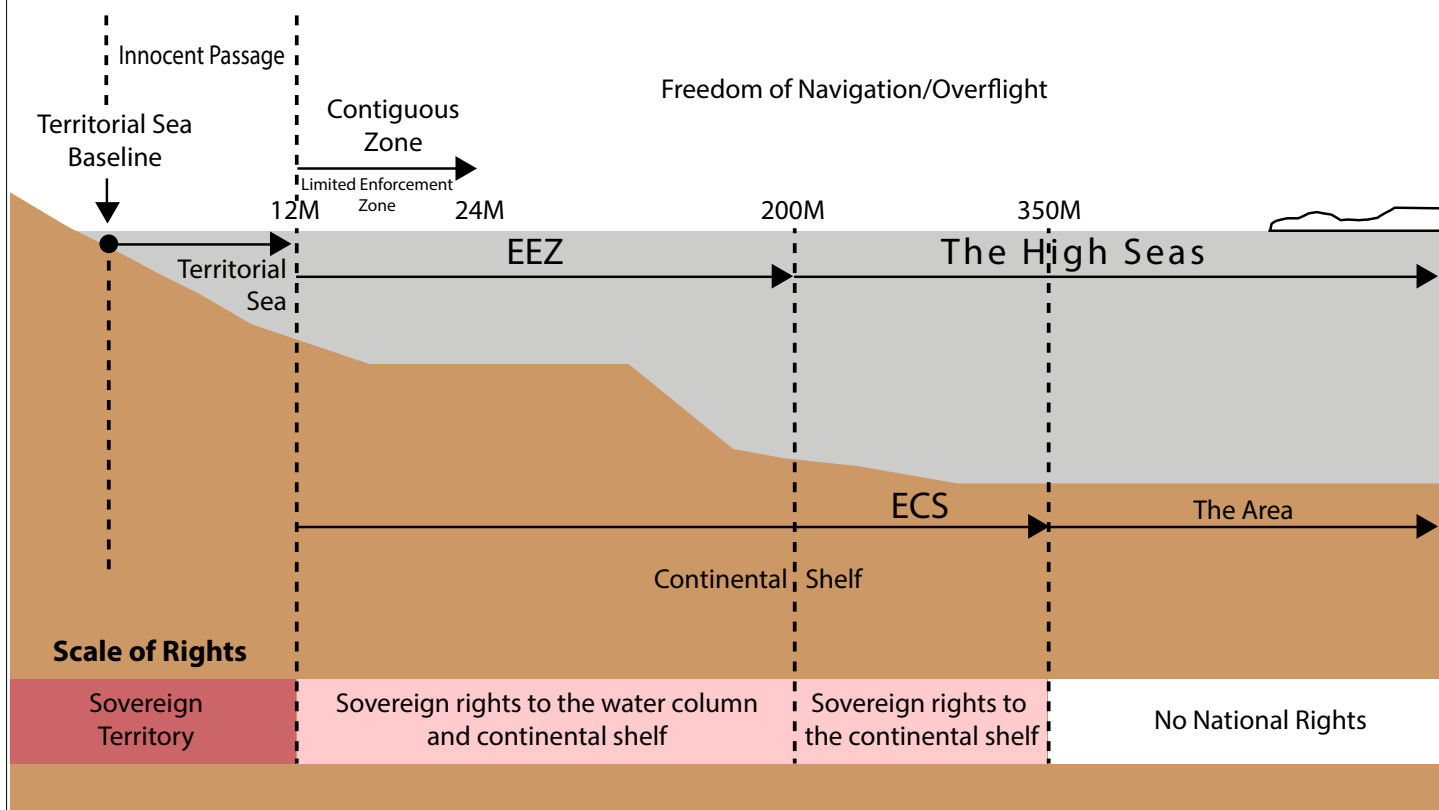 Innocent Passage
Freedom of Navigation/Overflight
Contiguous
Zone
Territorial Sea
Baseline
Limited Enforcement
Zone
12M
24M
200M
350M
EEZ
The High Seas
Territorial
Sea
ECS
The Area
Continental Shelf
Scale of Rights
Sovereign
Territory
Sovereign rights to the water column
and continental shelf
Sovereign rights to
the continental shelf
No National Rights